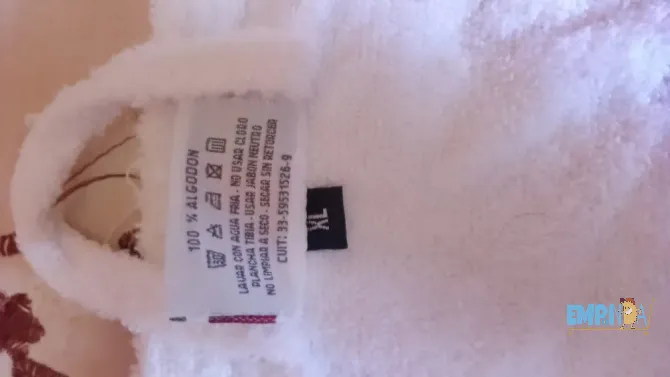 100 % ALGODON
LAVAR CON AGUA FRIA - NO USAR CLORO
PLANCHA TIBIA - USAR JABON NEUTRO
NO LIMPIAR A SECO - SECAR SIN RETORCER
CUIT: 33-59531526-9
XL